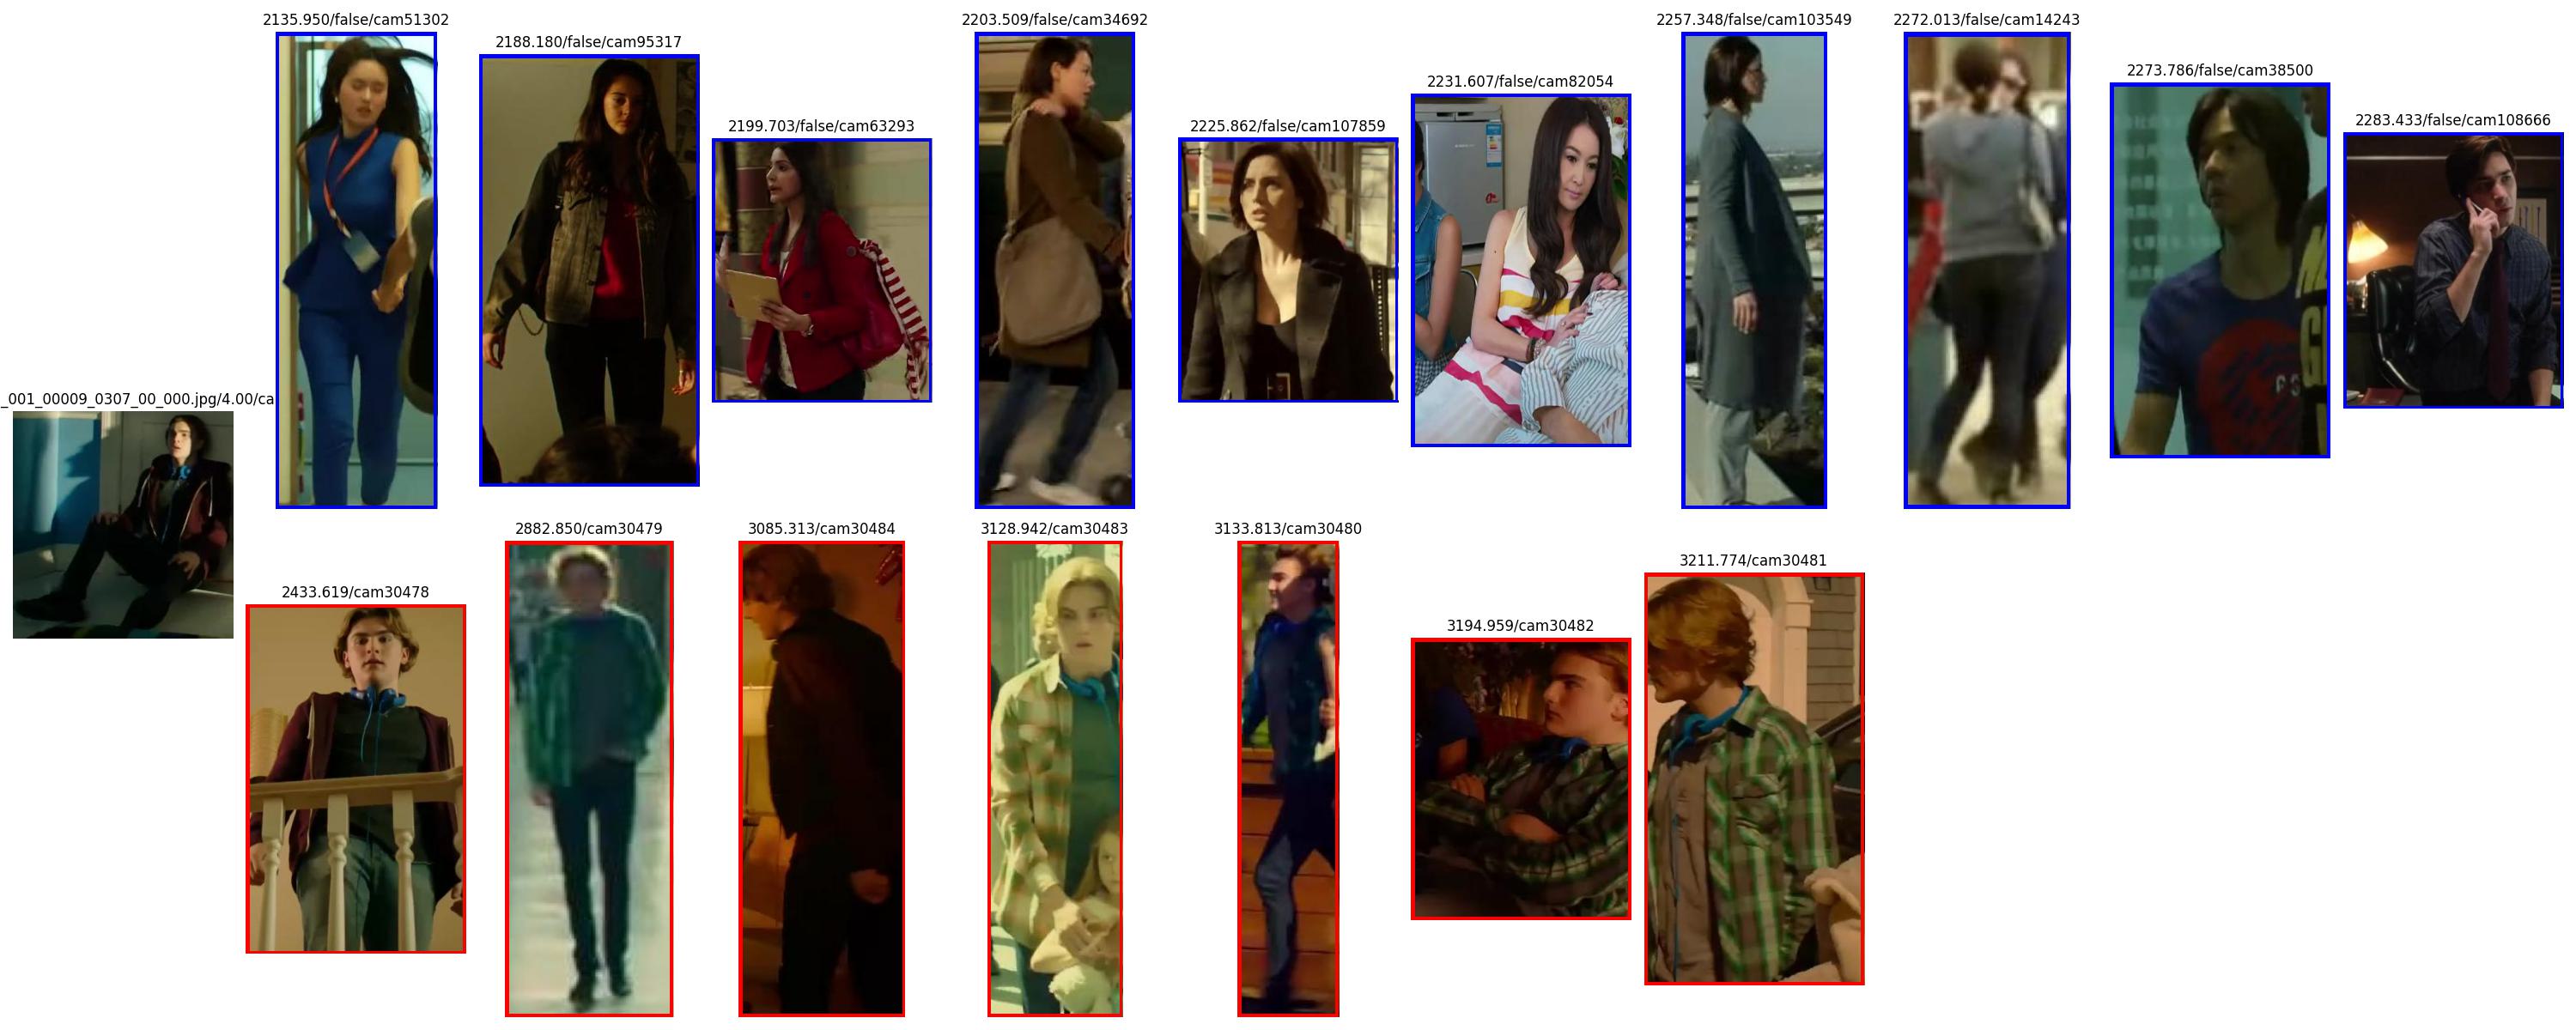 2135.950/false/cam51302
2188.180/false/cam95317
2199.703/false/cam63293
2203.509/false/cam34692
2225.862/false/cam107859
2231.607/false/cam82054
2257.348/false/cam103549
2272.013/false/cam14243
2273.786/false/cam38500
2283.433/false/cam108666
_001_00009_0307_00_000.jpg/4.00/ca
2433.619/cam30478
2882.850/cam30479
3085.313/cam30484
3128.942/cam30483
3133.813/cam30480
3194.959/cam30482
3211.774/cam30481